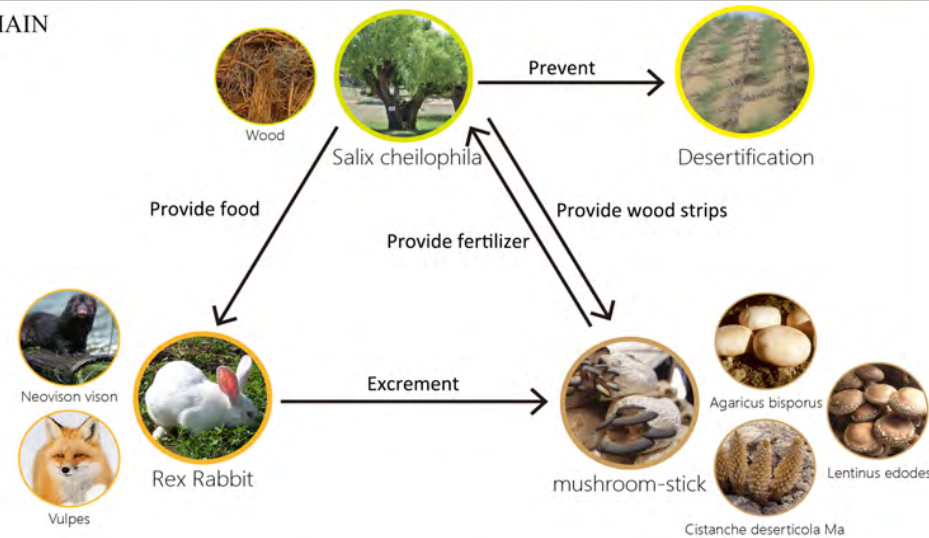 MAIN
Prevent
Wood
Salix cheilophila
Desertification
Provide food
Provide wood strips
Provide fertilizer
Neovison vison
Excrement
Agaricus bisporus
Rex Rabbit
mushroom-stick
Lentinus edodes
Vulpes
Cistanche deserticola Ma